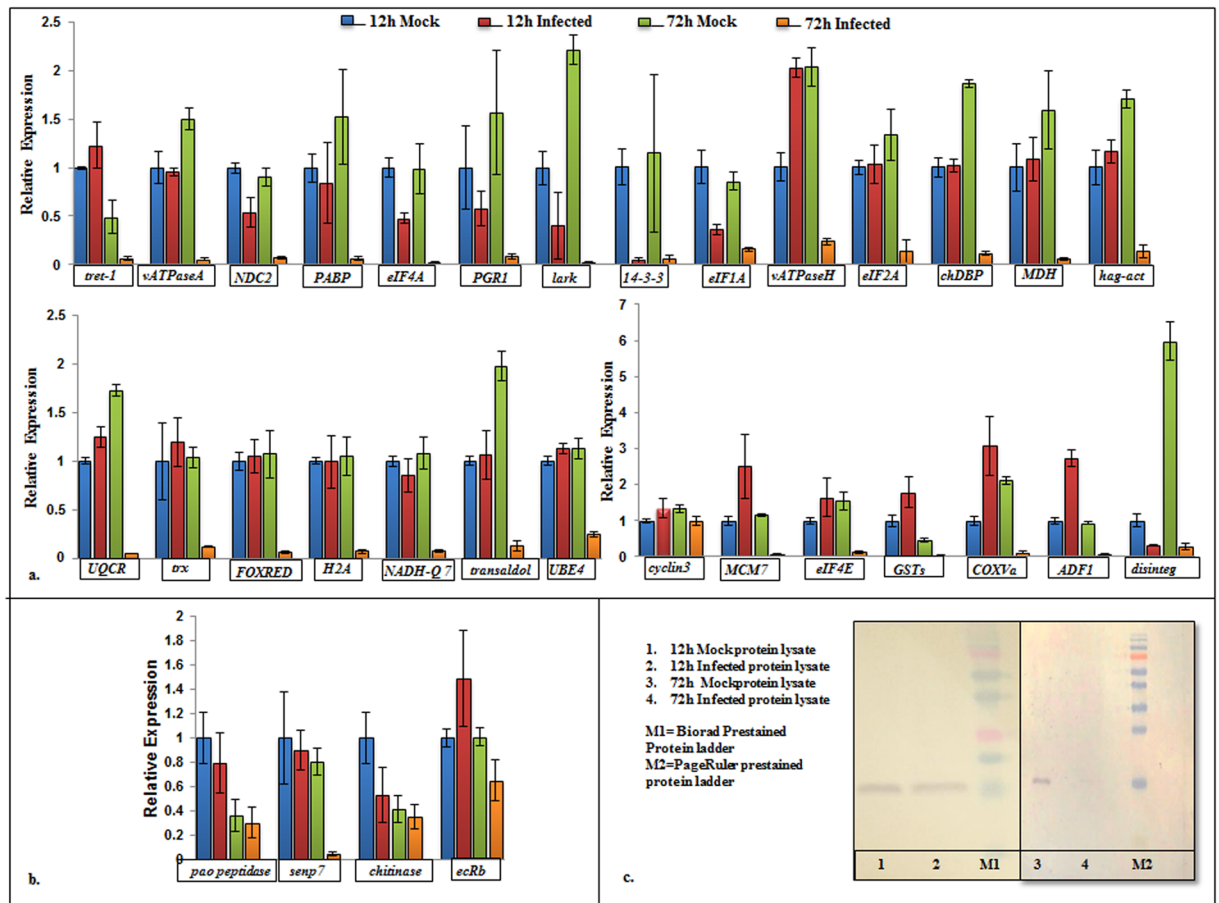 12h Mock 12h Infected 72h Mock 72h Infected
Relative Expression
2.5
2
1.5
1
0.5
0
tret-1 vATPaseA NDC2 PABP eIF4A PGR1 lark 14-3-3 eIF1A vATPaseH eIF2A chDBP MDH hag-act
Relative Expression
2.5
2
1.5
1
0.5
0
UQCR trx FOXRED H2A NADH-Q 7 transaldol UBE4
a.
Relative Expression
7
6
5
4
3
2
1
0
cyclin3 MCM7 eIF4E GSTs COXVa ADF1 disinteg
Relative Expression
2
1.8
1.6
1.4
1.2
1
0.8
0.6
0.4
0.2
0
pao peptidase senp7 chitinase ecRb
b.
1. 12h Mock protein lysate
2. 12h Infected protein lysate
3. 72h Mock protein lysate
4. 72h Infected protein lysate
M1= Biorad Prestained
Protein ladder
M2=PageRuler prestained
protein ladder
1 2 M1 3 4 M2
c.